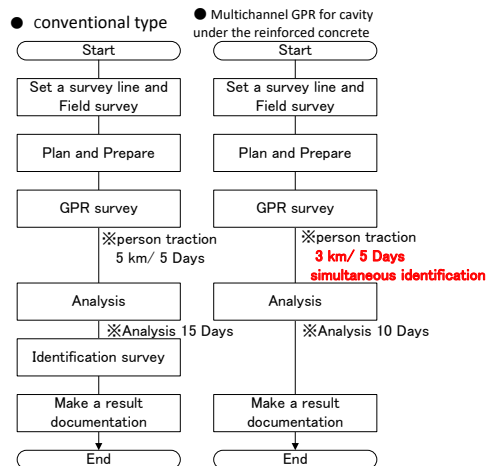 ● conventional type
Start
Set a survey line and
Field survey
Plan and Prepare
GPR survey
※person traction
5 km/ 5 Days
Analysis
※Analysis 15 Days
Identification survey
Make a result
documentation
End
● Multichannel GPR for cavity
under the reinforced concrete
Start
Set a survey line and
Field survey
Plan and Prepare
GPR survey
※person traction
3 km/ 5 Days
simultaneous identification
Analysis
※Analysis 10 Days
Make a result
documentation
End